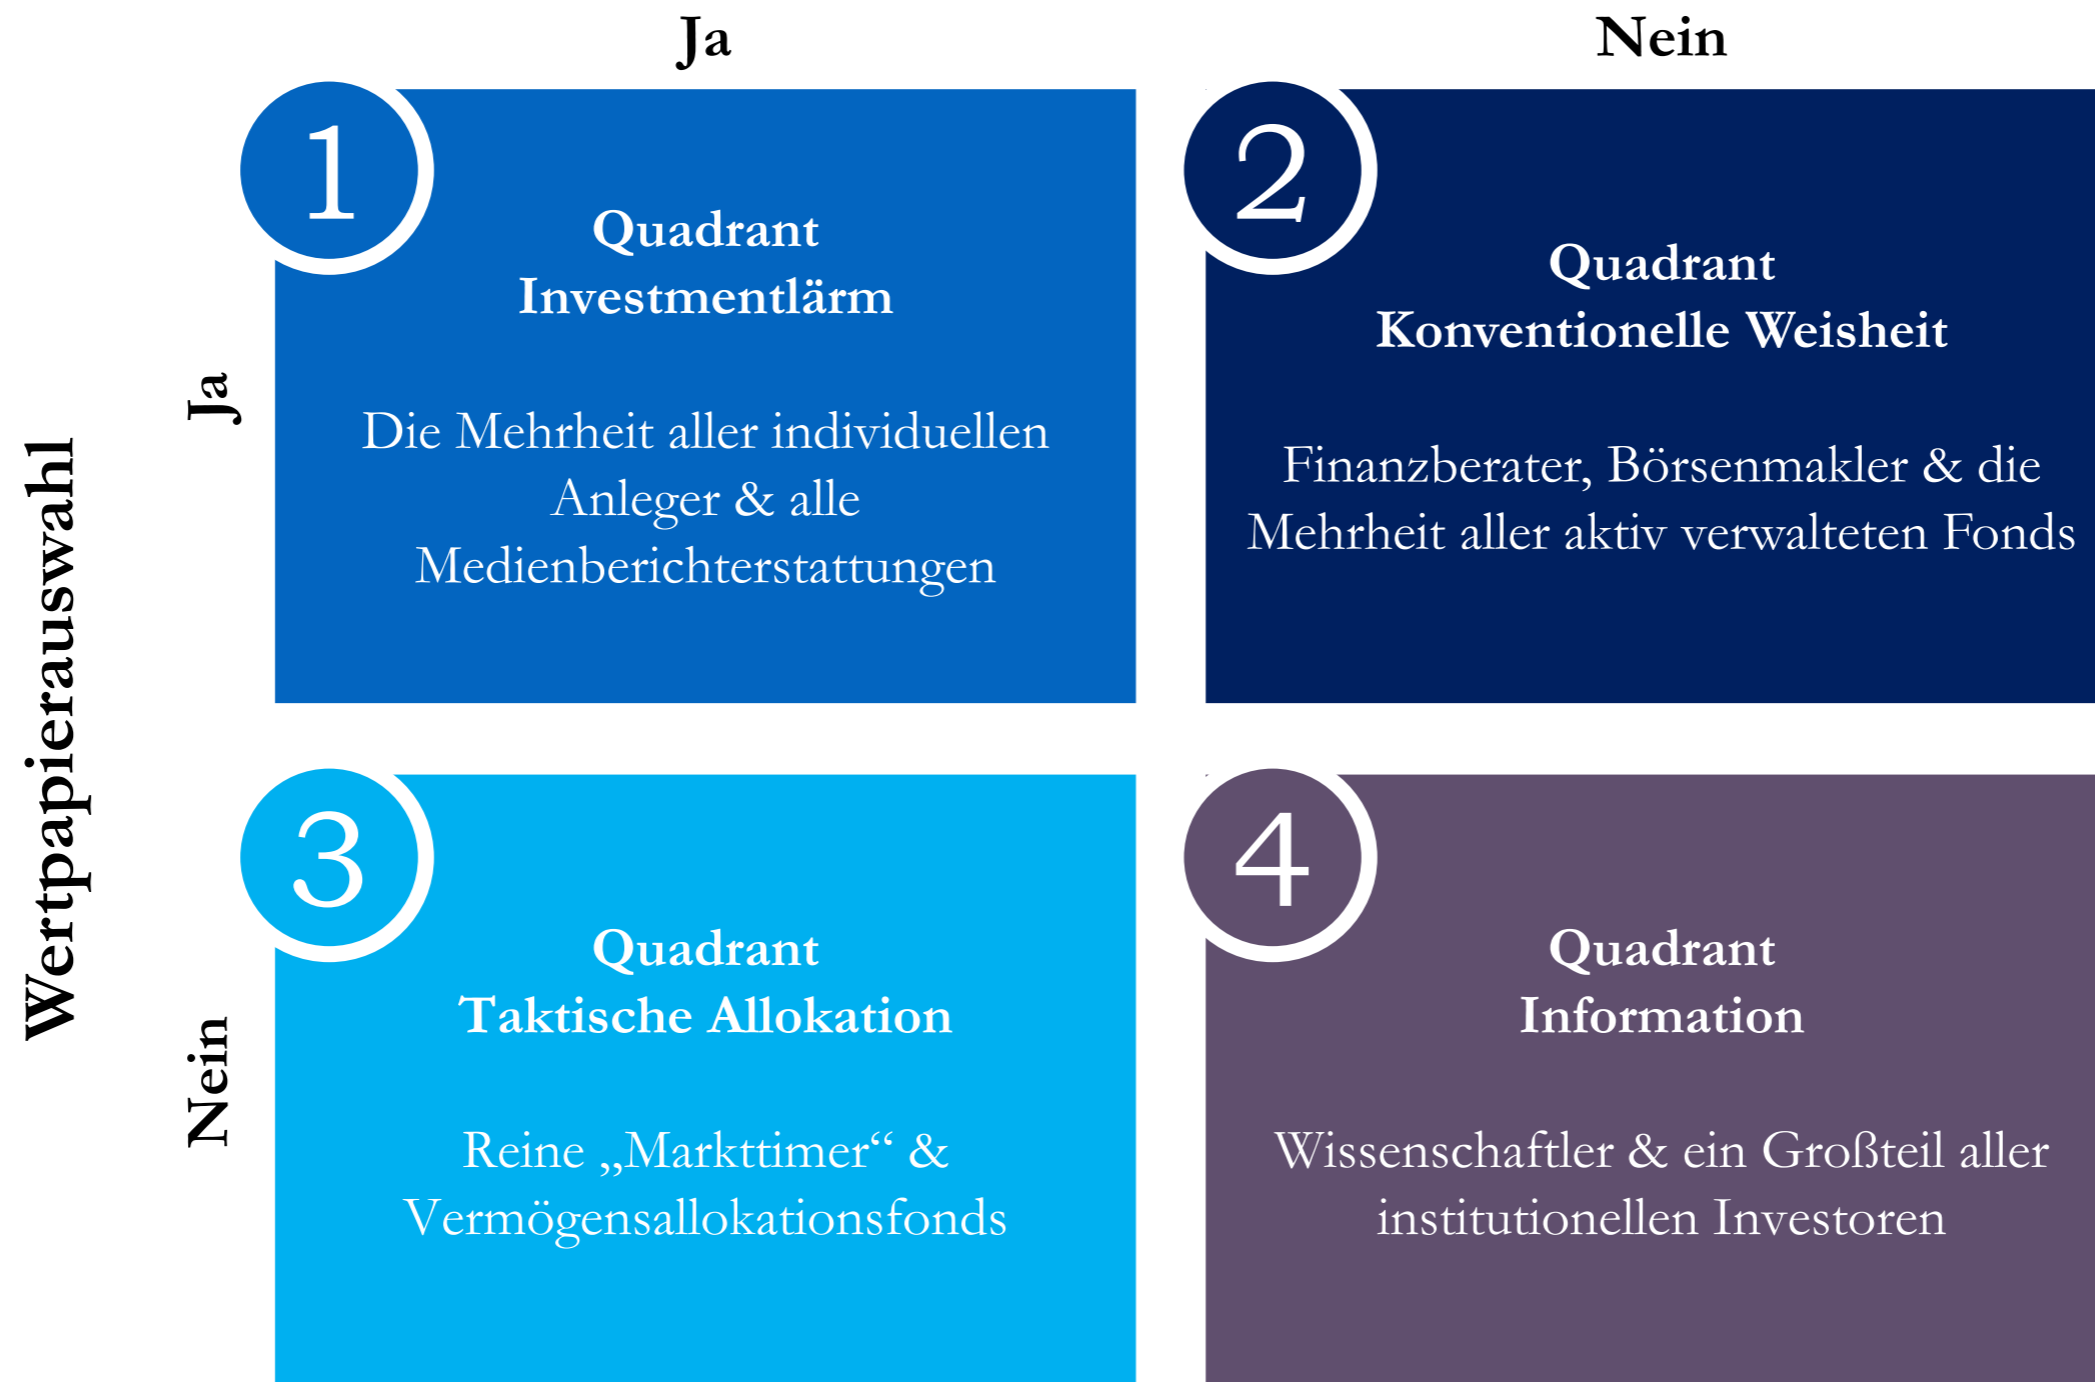 Ja
Nein
Wertpapierauswahl
Ja
1
Quadrant
Investmentlärm
Die Mehrheit aller individuellen
Anleger & alle
Medienberichterstattungen
2
Quadrant
Konventionelle Weisheit
Finanzberater, Börsenmakler & die
Mehrheit aller aktiv verwalteten Fonds
Nein
3
Quadrant
Taktische Allokation
Reine „Markttimer“ &
Vermögensallokationsfonds
4
Quadrant
Information
Wissenschaftler & ein Großteil aller
institutionellen Investoren